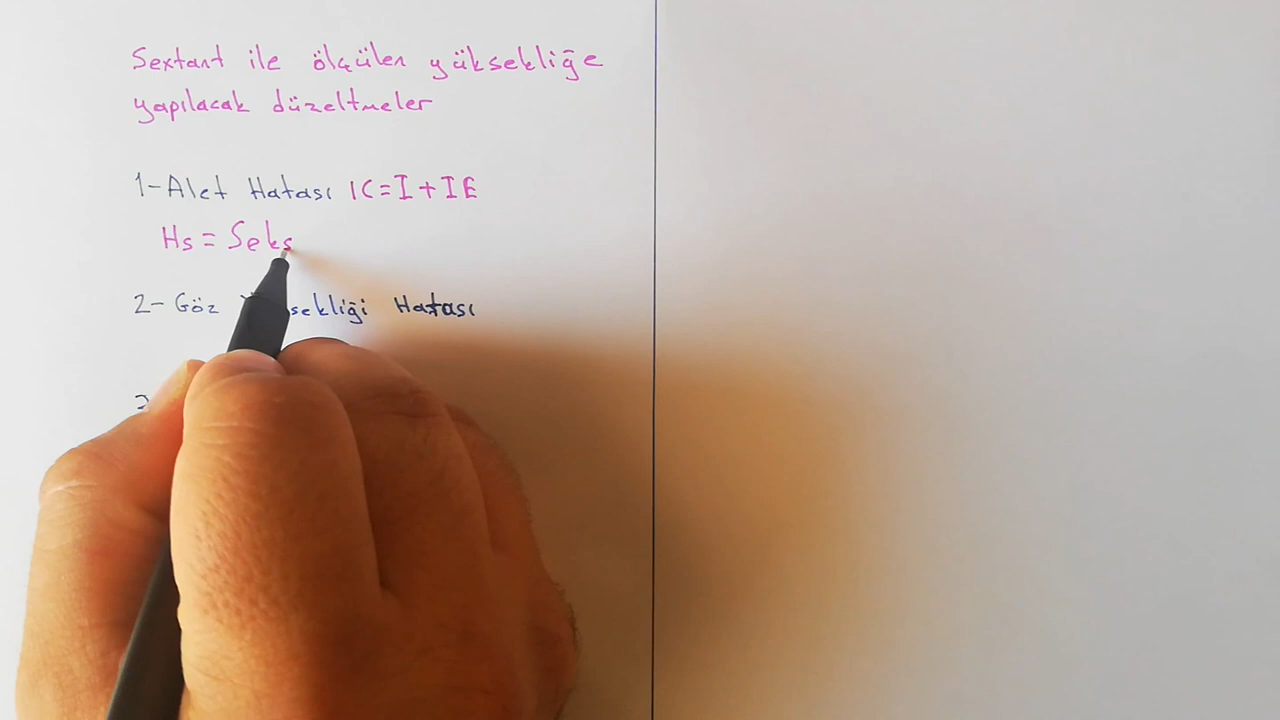 Sextant ile ölçülen yüksekliğe
yapılacak düzeltmeler
1-Alet Hatası IC=I+IE
Hs = Seks
2- Göz sekliği Hatası